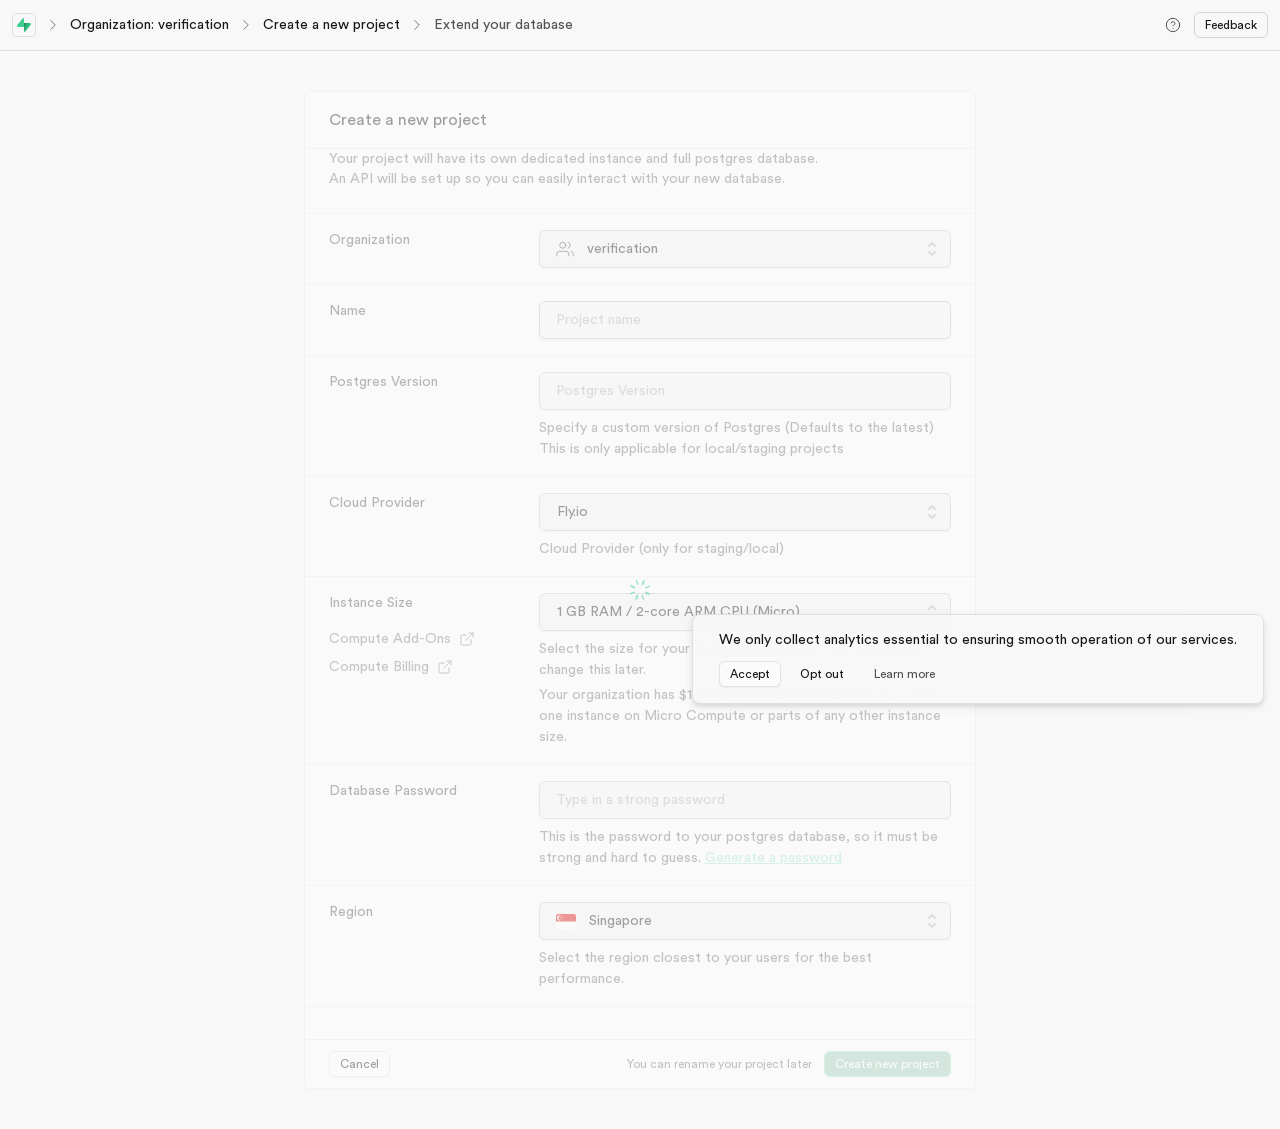 Organization: verification
Create a new project
Extend your database
Feedback
Create a new project
Your project will have its own dedicated instance and full postgres database.
An API will be set up so you can easily interact with your new database.
Organization
verification
Name
Project name
Postgres Version
Postgres Version
Specify a custom version of Postgres (Defaults to the latest)
This is only applicable for local/staging projects
Cloud Provider
Fly.io
Cloud Provider (only for staging/local)
Instance Size
1 GB RAM / 2-core ARM CPU (Micro)
Compute Add-Ons
Compute Billing
Select the size for your
change this later.
Your organization has
one instance on Micro Compute or parts of any other instance
size.
We only collect analytics essential to ensuring smooth operation of our services.
Accept
Opt out
Learn more
Database Password
Type in a strong password
This is the password to your postgres database, so it must be
strong and hard to guess. Generate a password
Region
Singapore
Select the region closest to your users for the best
performance.
Cancel
You can rename your project later
Create new project